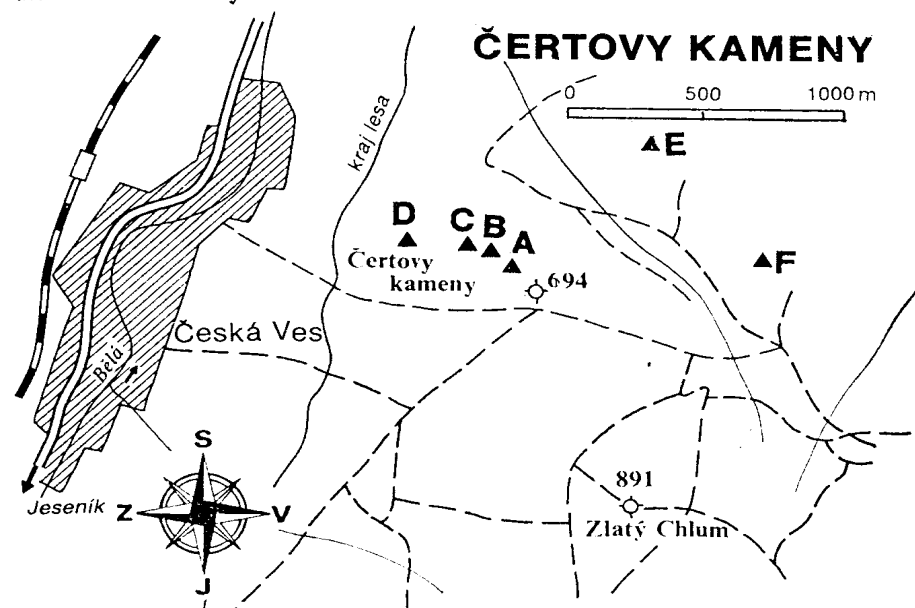 ČERTOVY KAMENY
0 500 1000 m
kraj lesa
E
D C B A
F
Čertovy
kameny
694
Česká Ves
Bělá
S
Z V
J
Jeseník
891
Zlatý Chlum